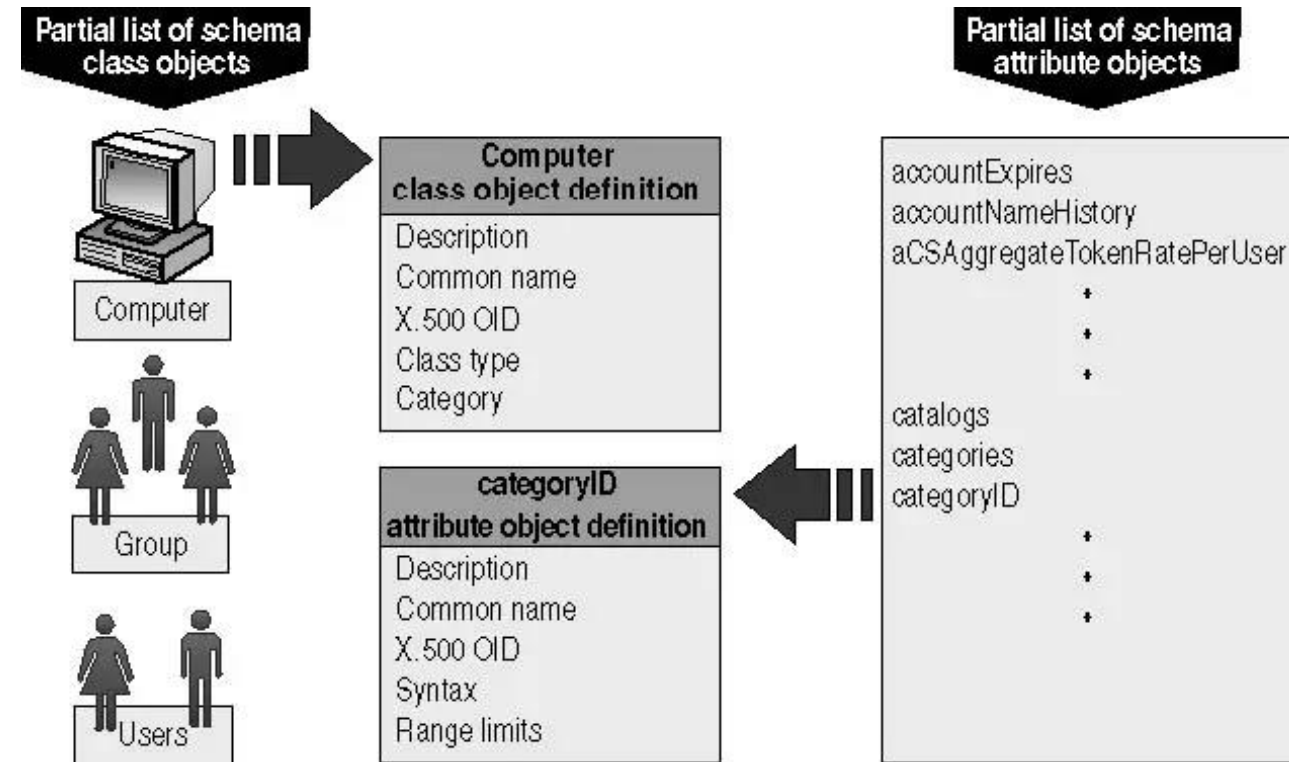 Partial list of schema
class objects
Computer
Group
Users
Computer
class object definition
Description
Common name
X.500 OID
Class type
Category
categoryID
attribute object definition
Description
Common name
X.500 OID
Syntax
Range limits
Partial list of schema
attribute objects
accountExpires
accountNameHistory
aCSAggregateTokenRatePerUser
catalogs
categories
categoryID